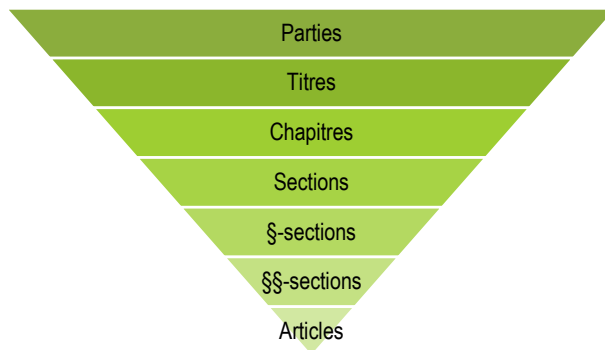 Parties
Titres
Chapitres
Sections
§-sections
§§-sections
Articles